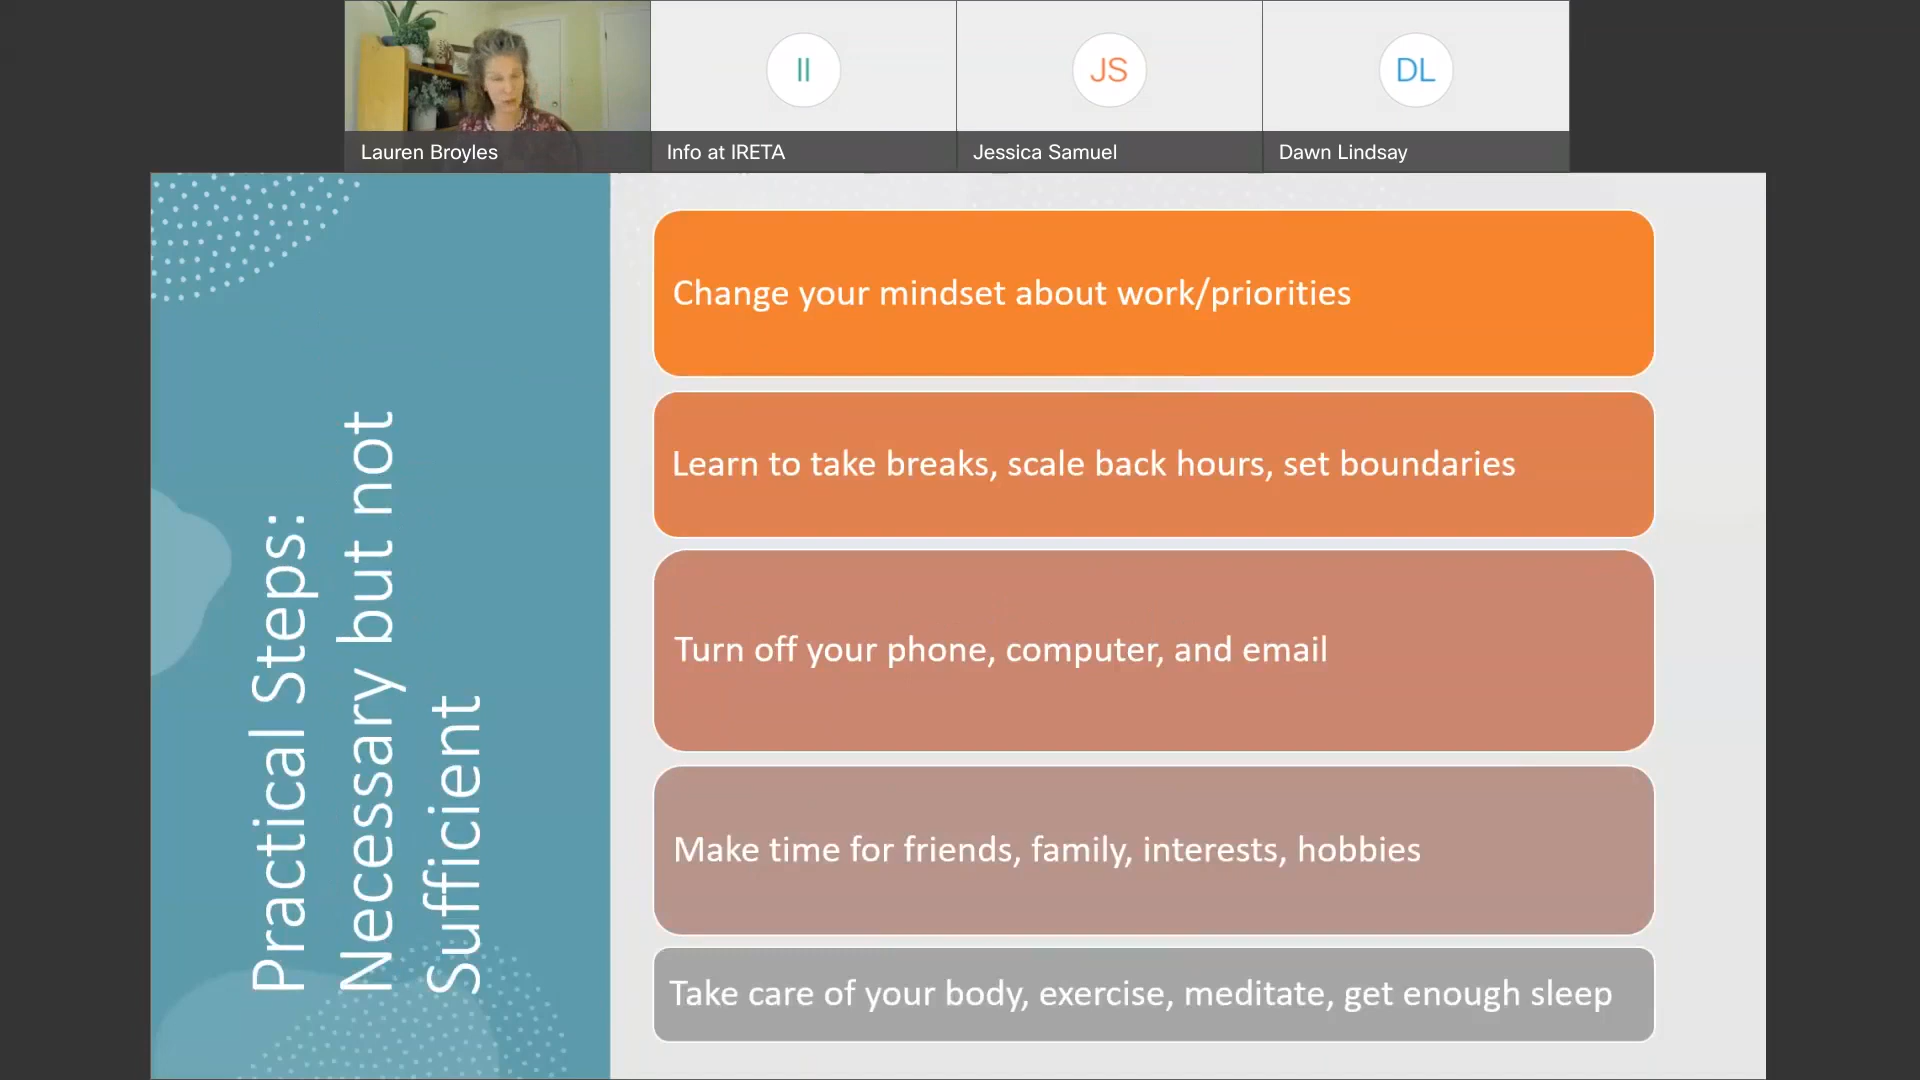 II
JS
DL
Lauren Broyles
Info at IRETA
Jessica Samuel
Dawn Lindsay
Practical Steps:
Necessary but not
Sufficient
Change your mindset about work/priorities
Learn to take breaks, scale back hours, set boundaries
Turn off your phone, computer, and email
Make time for friends, family, interests, hobbies
Take care of your body, exercise, meditate, get enough sleep